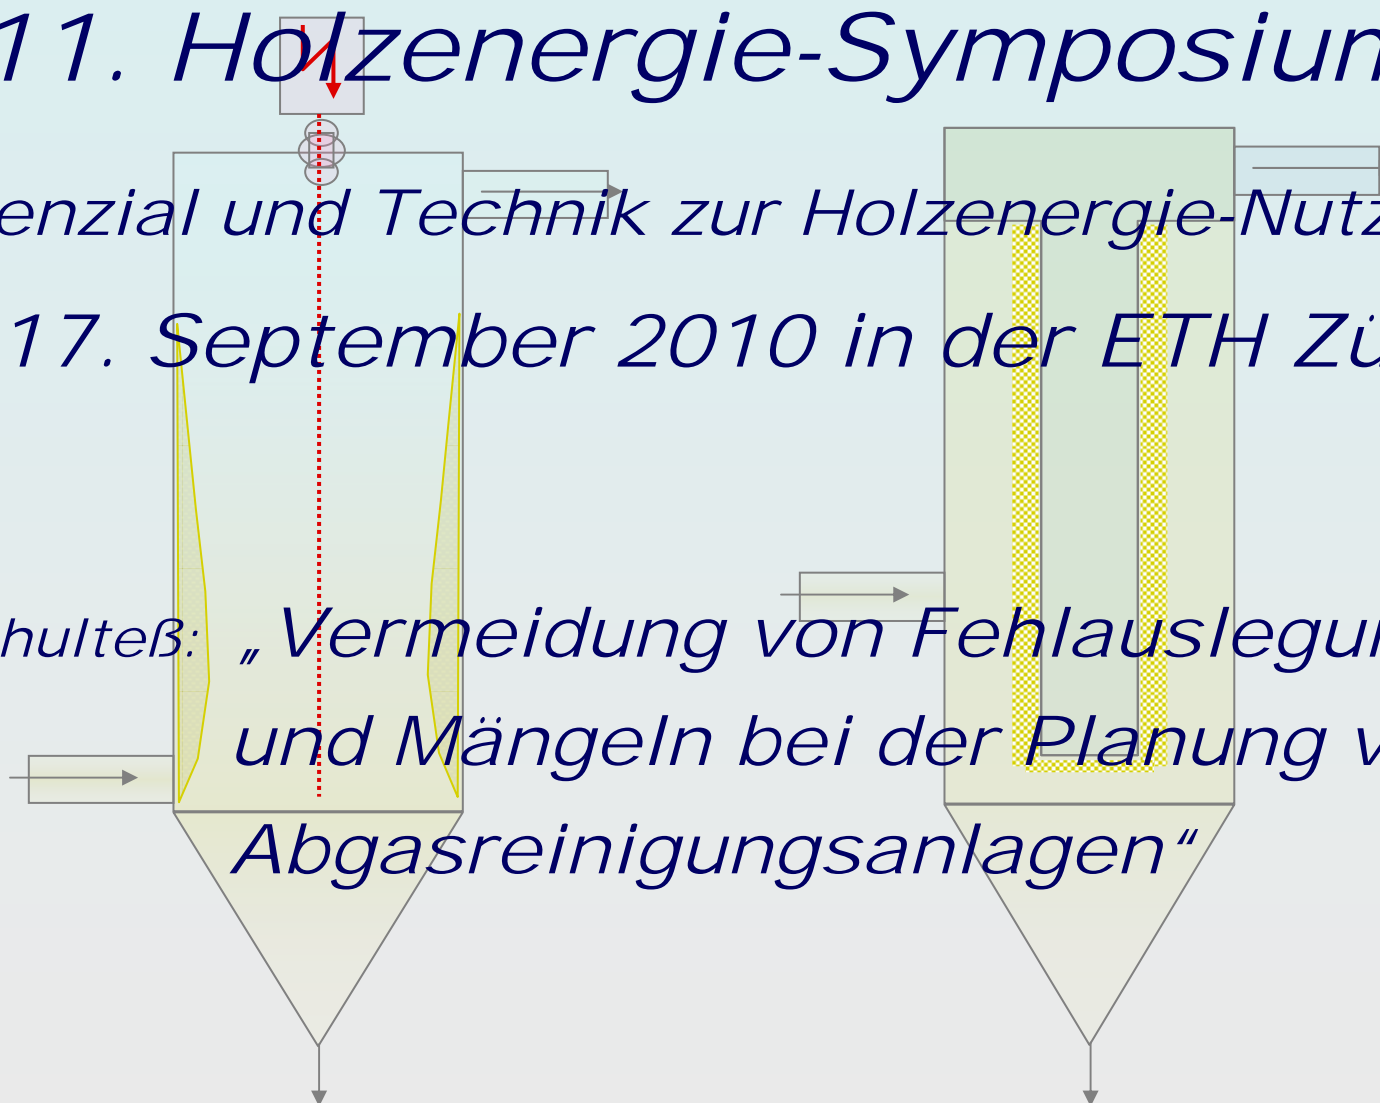 11. Holzenergie-Symposium
enzial und Technik zur Holzenergie-Nutz
17. September 2010 in der ETH Zü
hulteß: „Vermeidung von Fehlauslegun
und Mängeln bei der Planung v
Abgasreinigungsanlagen“